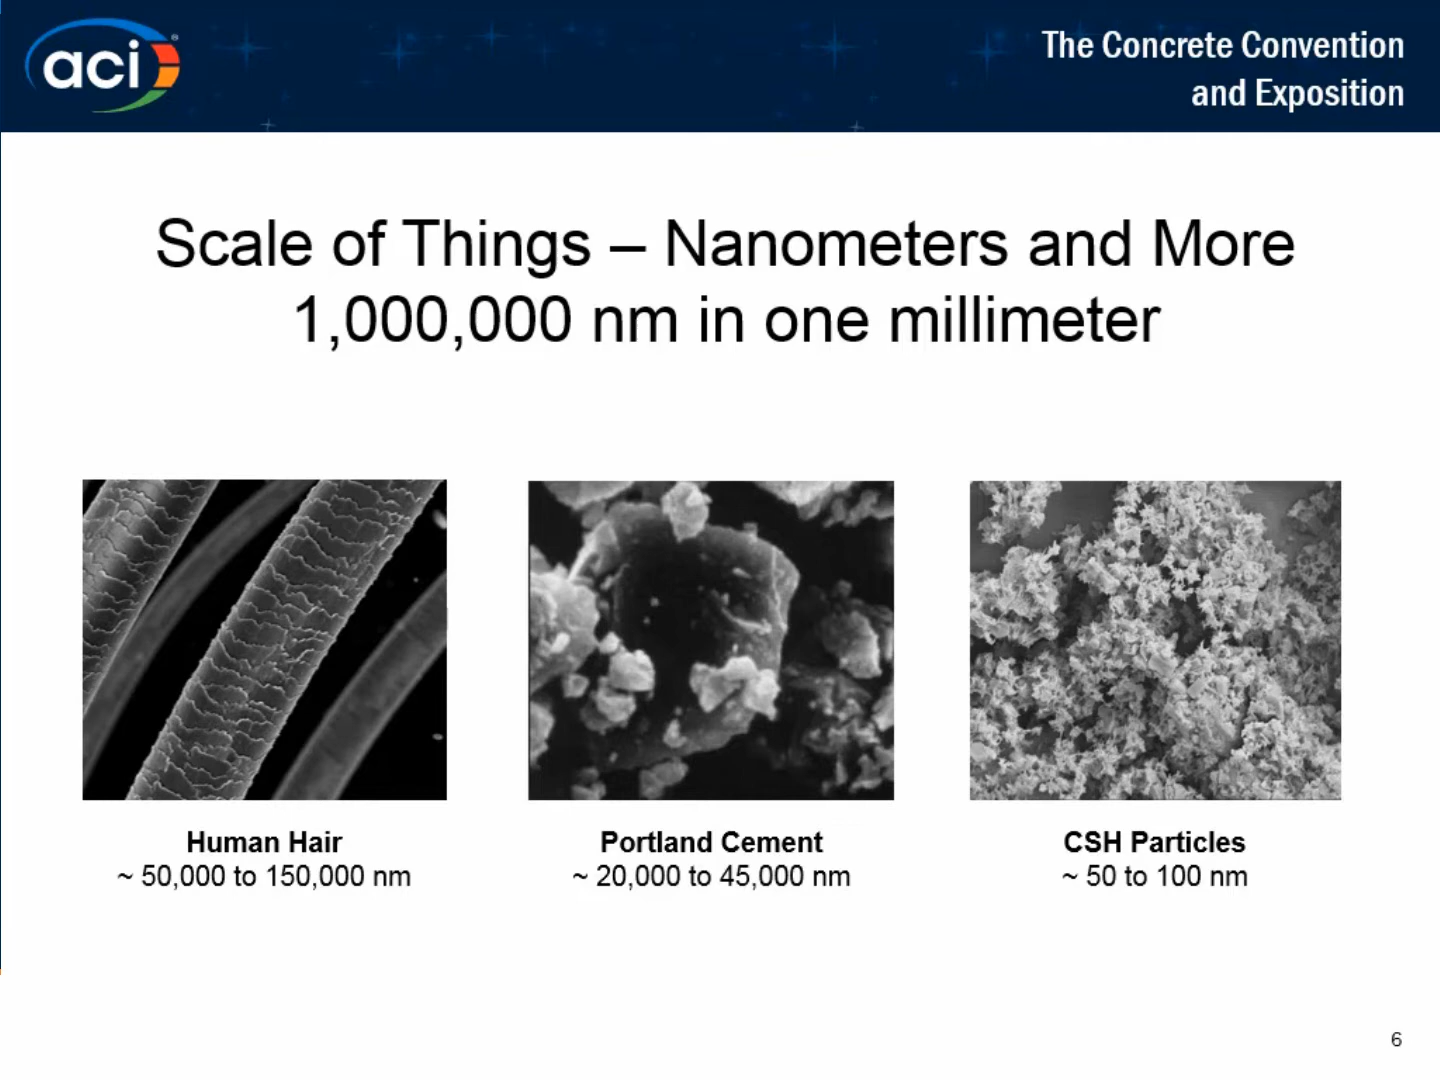 aci®
The Concrete Convention
and Exposition
Scale of Things – Nanometers and More
1,000,000 nm in one millimeter
Human Hair
~ 50,000 to 150,000 nm
Portland Cement
~ 20,000 to 45,000 nm
CSH Particles
~ 50 to 100 nm
6